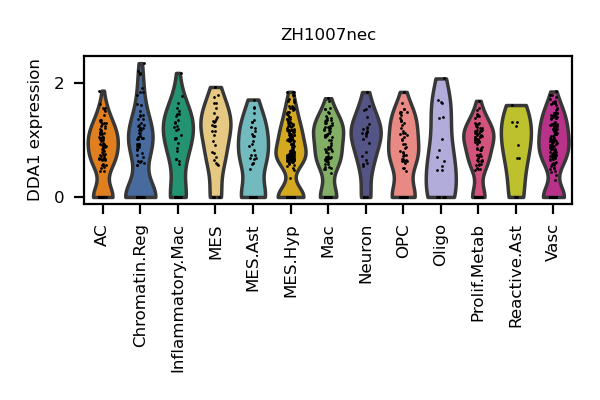 ZH1007nec
DDA1 expression
2
0
AC
Chromatin.Reg
Inflammatory.Mac
MES
MES.Ast
MES.Hyp
Mac
Neuron
OPC
Oligo
Prolif.Metab
Reactive.Ast
Vasc